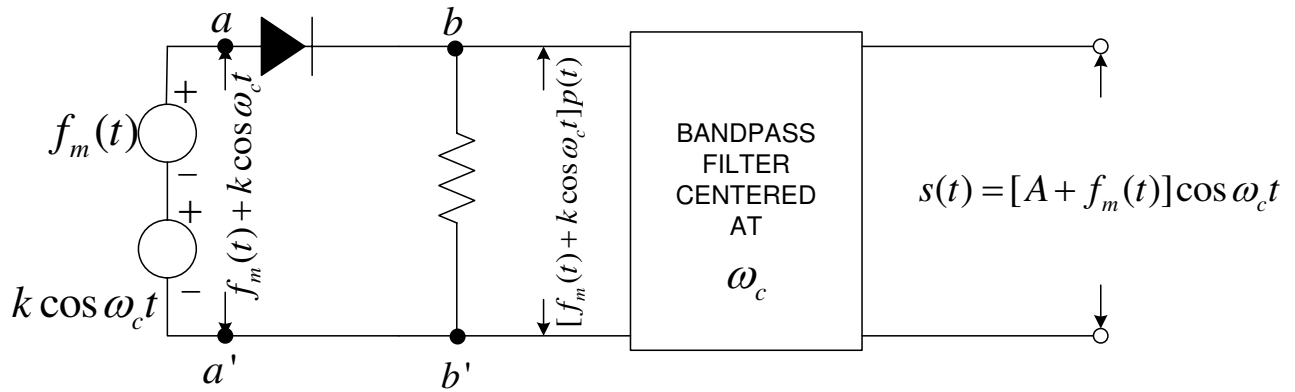 a
b
+
f_m(t)
−
+
−
k cos ω_c t
f_m(t) + k cos ω_c t
[f_m(t) + k cos ω_c t]p(t)
BANDPASS
FILTER
CENTERED
AT
ω_c
s(t) = [A + f_m(t)] cos ω_c t
a'
b'